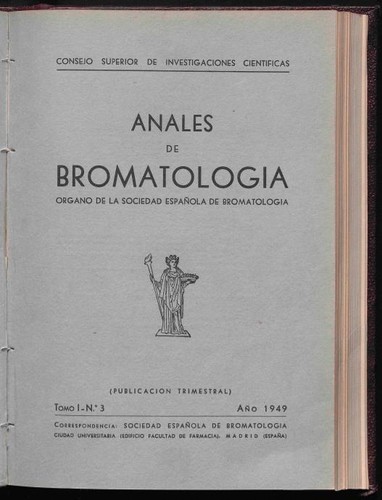 CONSEJO SUPERIOR DE INVESTIGACIONES CIENTIFICAS
ANALES
DE
BROMATOLOGIA
ORGANO DE LA SOCIEDAD ESPAÑOLA DE BROMATOLOGIA
(PUBLICACION TRIMESTRAL)
TOMO I-N.º 3 AÑO 1949
CORRESPONDENCIA: SOCIEDAD ESPAÑOLA DE BROMATOLOGIA
CIUDAD UNIVERSITARIA (EDIFICIO FACULTAD DE FARMACIA). MADRID (ESPAÑA)